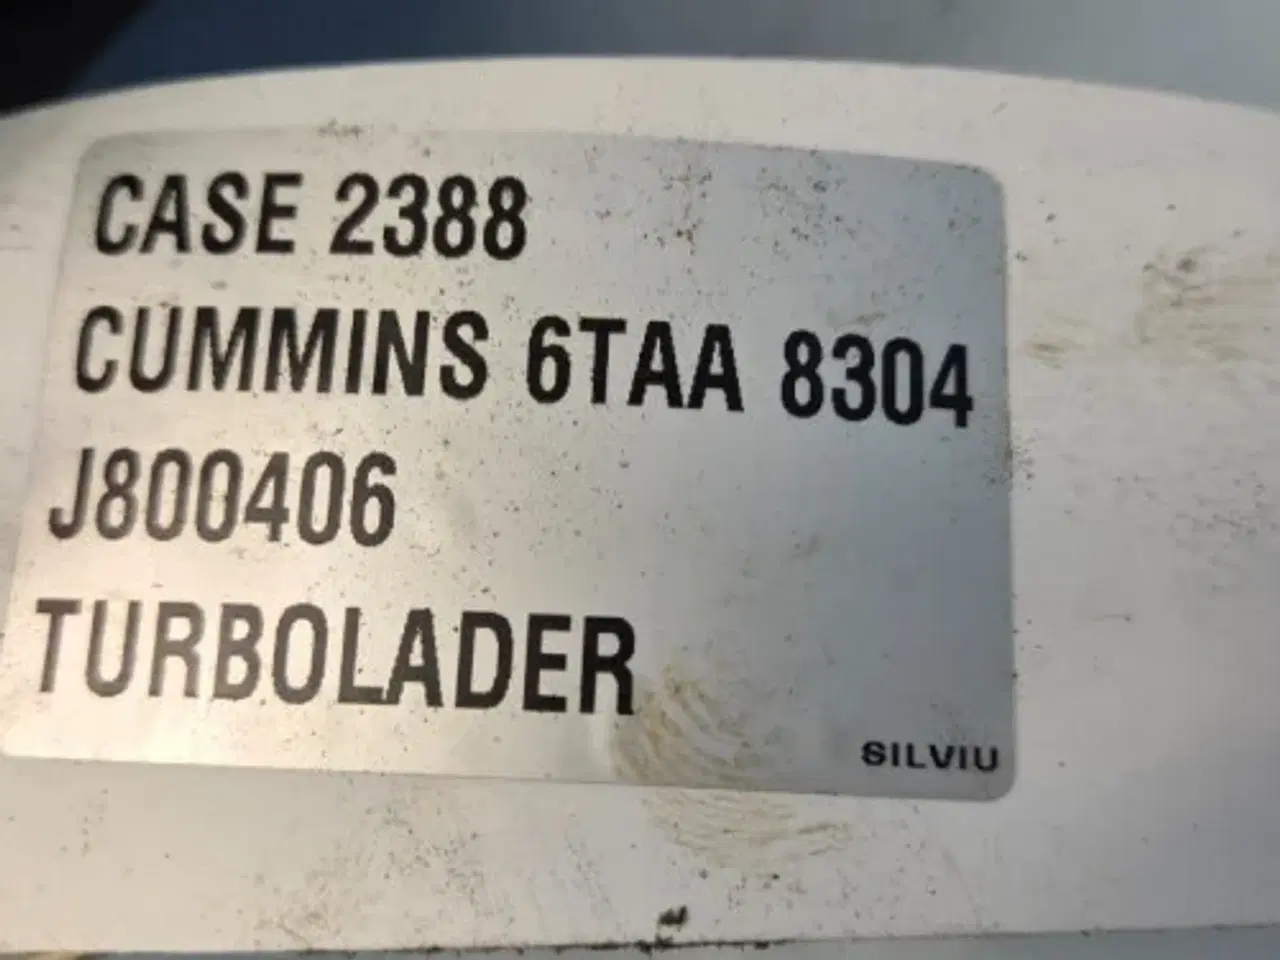 CASE 2388
CUMMINS 6TAA 8304
J800406
TURBOLADER
SILVIU